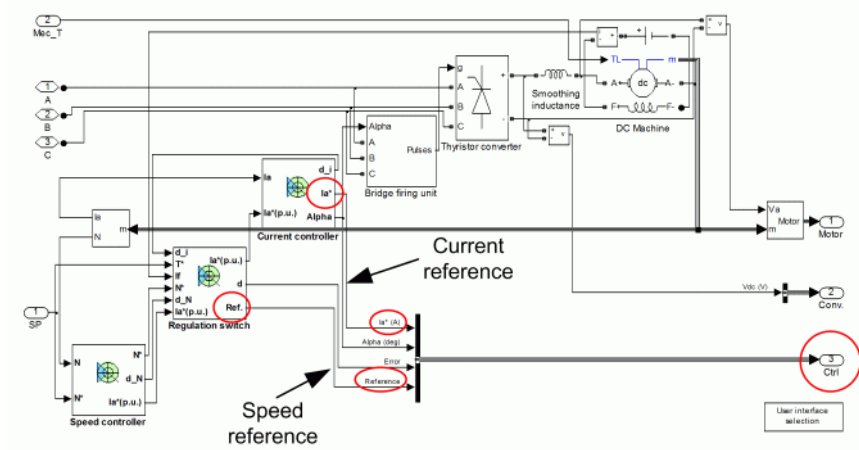 2
Mec_T
1
A
2
B
3
C
g
A
B
C
+
-
Thyristor converter
Smoothing
inductance
+
-
v
TL
m
A+
dc
A-
F+
F-
DC Machine
+
-
v
+
-
v
Alpha
A
B
C
Pulses
Bridge firing unit
Ia
Ia*(p.u.)
d_i
Ia*
Alpha
Current controller
Ia
N
m
d_i
T*
If
N*
d_N
Ia*(p.u.)
Ia*(p.u.)
d
Ref.
Regulation switch
1
SP
N
N*
N*
d_N
Ia*(p.u.)
Speed controller
Current
reference
Speed
reference
Ia* (A)
Alpha (deg)
Error
Reference
Va
m
Motor
1
Motor
Vdc (V)
2
Conv.
3
Ctrl
User interface
selection